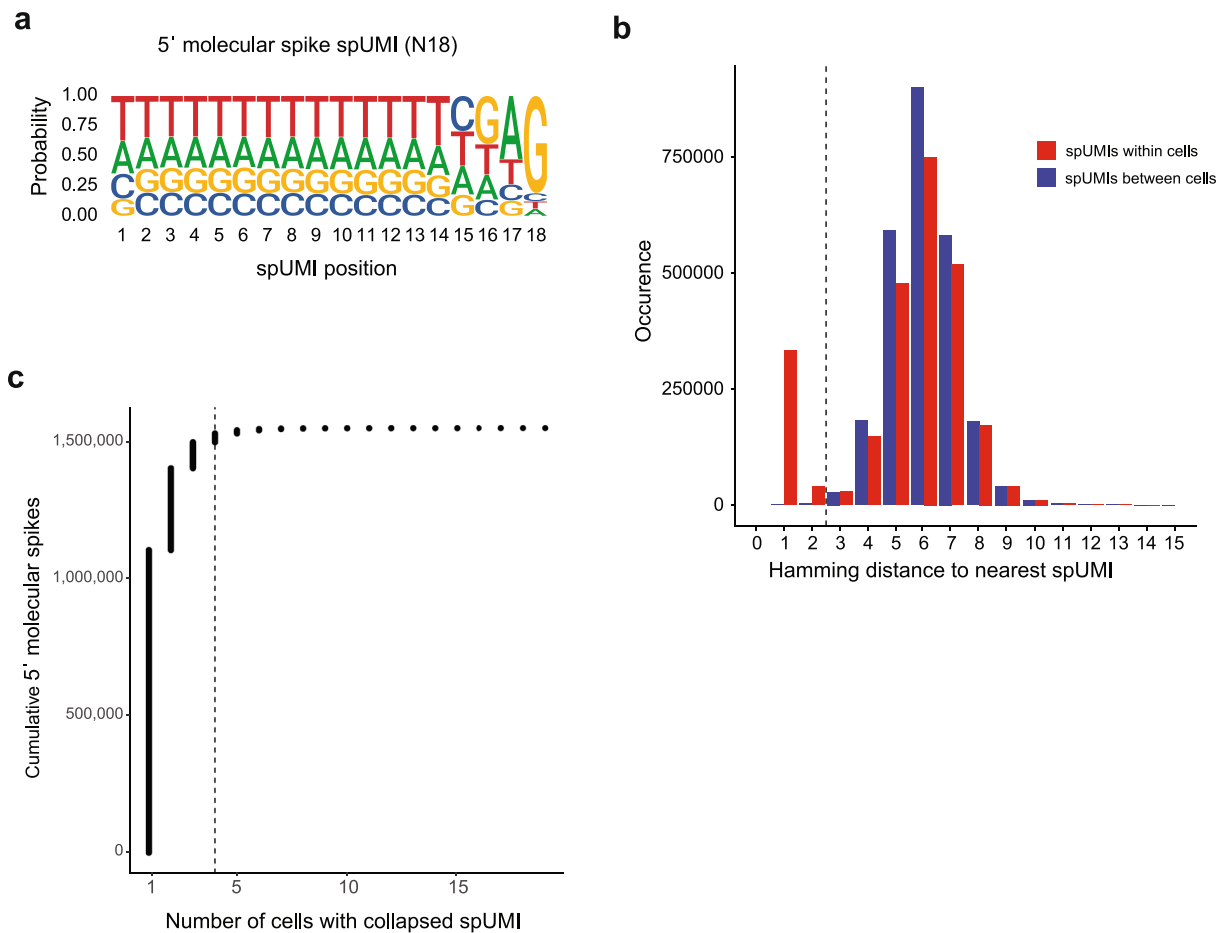 a
5' molecular spike spUMI (N18)
Probability
1.00
0.75
0.50
0.25
0.00
TTTTTTTTTTTTTTCGAG
AAAAAAAAAAAAAATTTC
CGGGGGGGGGGGGGAACT
GCCCCCCCCCCCCCGCGA
1 2 3 4 5 6 7 8 9 10 11 12 13 14 15 16 17 18
spUMI position
b
Occurence
750000
500000
250000
0
spUMIs within cells
spUMIs between cells
0 1 2 3 4 5 6 7 8 9 10 11 12 13 14 15
Hamming distance to nearest spUMI
c
Cumulative 5' molecular spikes
1,500,000
1,000,000
500,000
0
1 5 10 15
Number of cells with collapsed spUMI